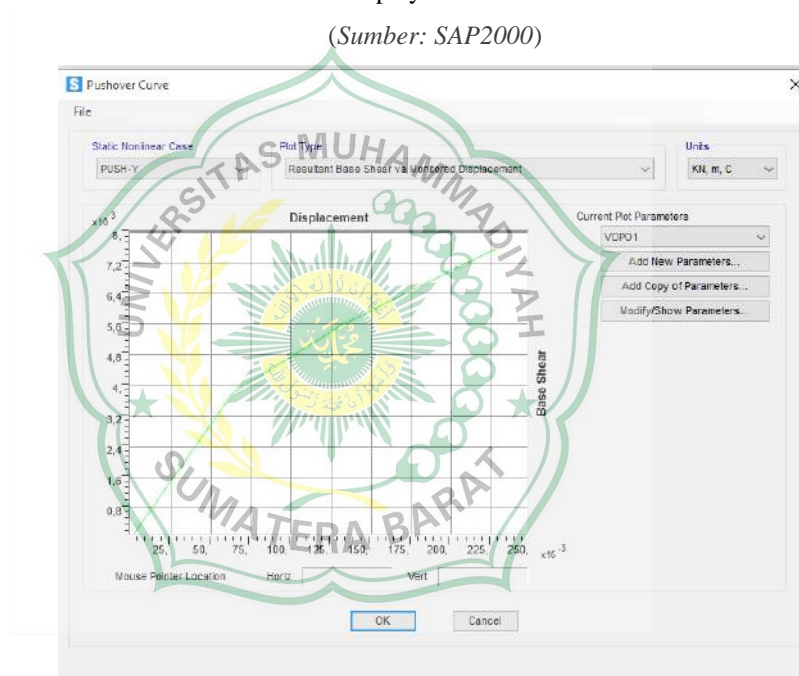 (Sumber: SAP2000)
S Pushover Curve
File
Static Nonlinear Case
PUSH-Y
Plot Type
Resultant Base Shear vs Monitored Displacement
Units
KN, m, C
x10 3
Displacement
8,
7,2
6,4
5,6
4,8
4,
3,2
2,4
1,6
0,8
Base Shear
25, 50, 75, 100, 125, 150, 175, 200, 225, 250, x10 -3
Current Plot Parameters
VDPO1
Add New Parameters...
Add Copy of Parameters...
Modify/Show Parameters...
Mouse Pointer Location Horiz Vert
OK Cancel
UNIVERSITAS MUHAMMADIYAH
SUMATERA BARAT